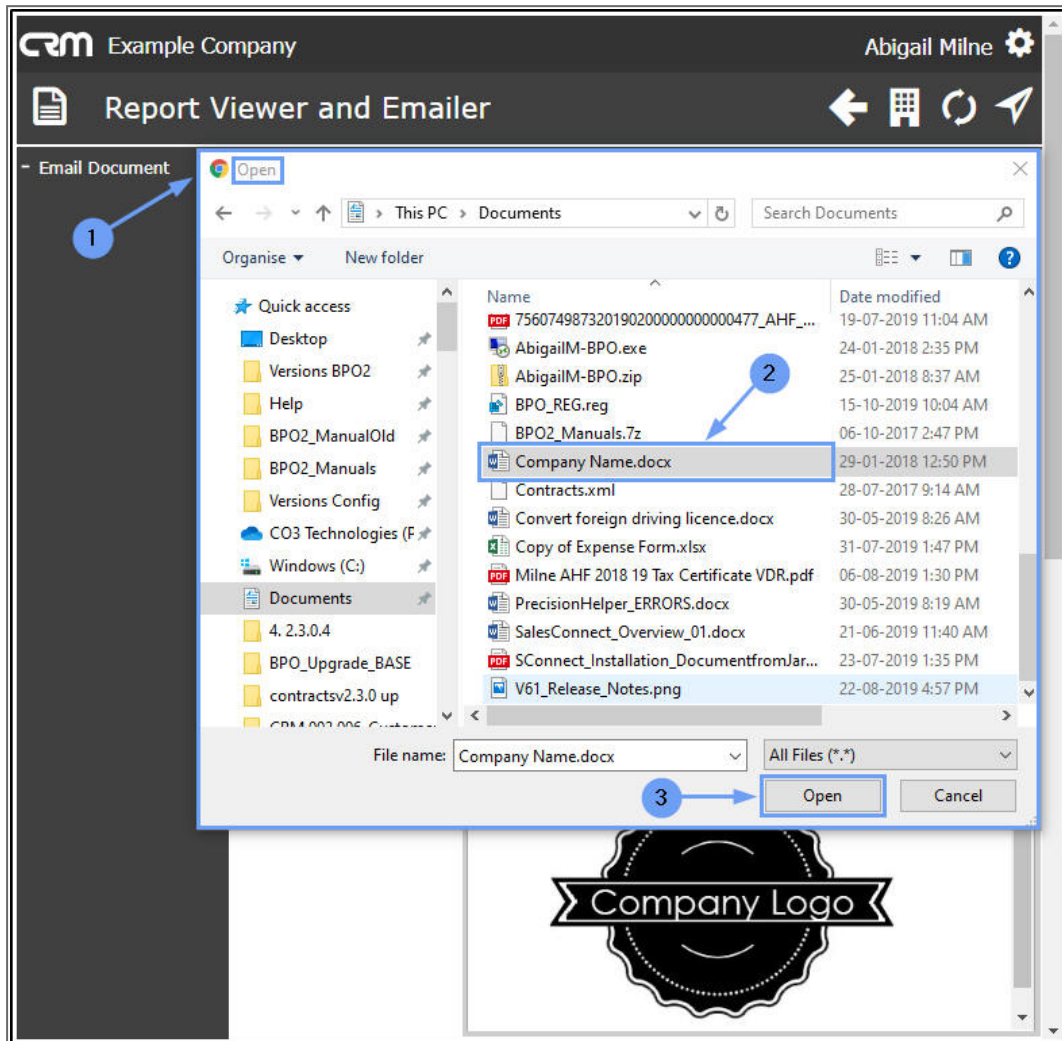 CRM Example Company Abigail Milne
Report Viewer and Emailer
- Email Document
Open
1
This PC > Documents
Search Documents
Organise
New folder
Quick access
Desktop
Versions BPO2
Help
BPO2_ManualOld
BPO2_Manuals
Versions Config
CO3 Technologies (F
Windows (C:)
Documents
4. 2.3.0.4
BPO_Upgrade_BASE
contractsv2.3.0 up
Name Date modified
PDF 19-07-2019 11:04 AM
AbigailM-BPO.exe 24-01-2018 2:35 PM
AbigailM-BPO.zip 25-01-2018 8:37 AM
2
BPO_REG.reg 15-10-2019 10:04 AM
BPO2_Manuals.7z 06-10-2017 2:47 PM
Company Name.docx 29-01-2018 12:50 PM
Contracts.xml 28-07-2017 9:14 AM
Convert foreign driving licence.docx 30-05-2019 8:26 AM
Copy of Expense Form.xlsx 31-07-2019 1:47 PM
PDF Milne AHF 2018 19 Tax Certificate VDR.pdf 06-08-2019 1:30 PM
PrecisionHelper_ERRORS.docx 30-05-2019 8:19 AM
SalesConnect_Overview_01.docx 21-06-2019 11:40 AM
PDF SConnect_Installation_DocumentfromJar... 23-07-2019 1:35 PM
V61_Release_Notes.png 22-08-2019 4:57 PM
File name: Company Name.docx All Files (*.*)
3
Open Cancel
Company Logo